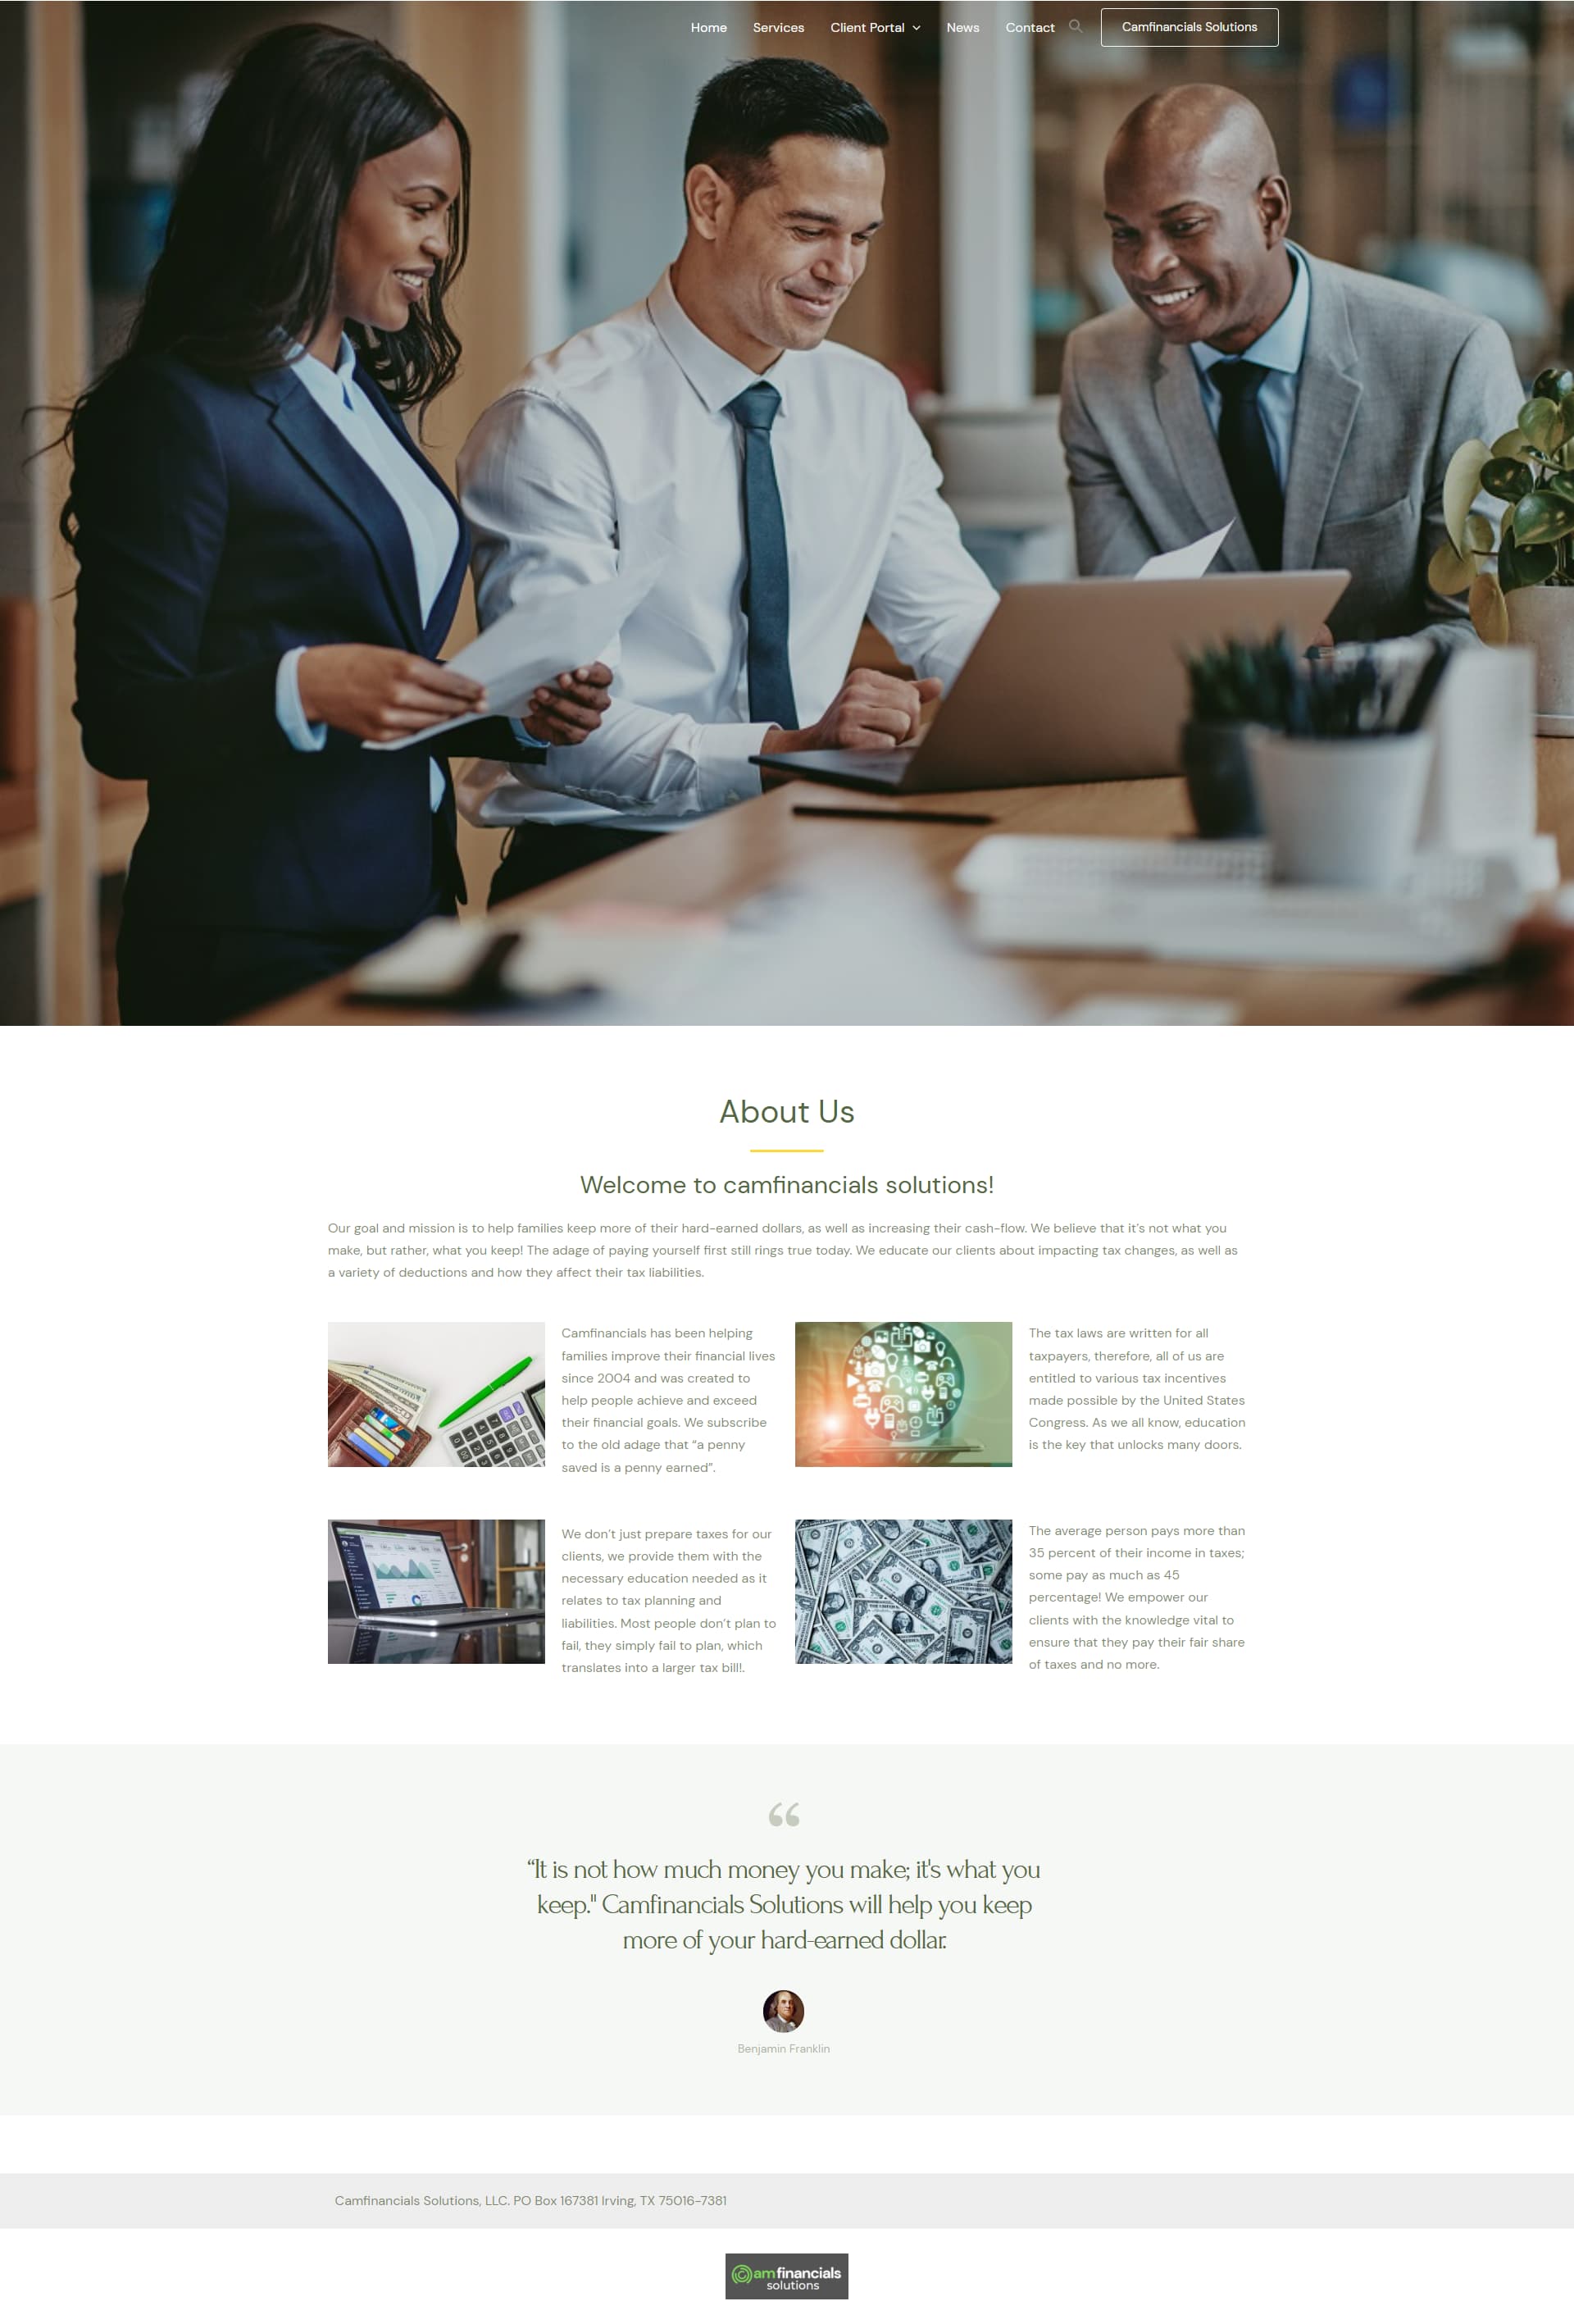 Home Services Client Portal News Contact Camfinancials Solutions
About Us
Welcome to camfinancials solutions!
Our goal and mission is to help families keep more of their hard-earned dollars, as well as increasing their cash-flow. We believe that it’s not what you
make, but rather, what you keep! The adage of paying yourself first still rings true today. We educate our clients about impacting tax changes, as well as
a variety of deductions and how they affect their tax liabilities.
Camfinancials has been helping
families improve their financial lives
since 2004 and was created to
help people achieve and exceed
their financial goals. We subscribe
to the old adage that “a penny
saved is a penny earned”.
The tax laws are written for all
taxpayers, therefore, all of us are
entitled to various tax incentives
made possible by the United States
Congress. As we all know, education
is the key that unlocks many doors.
We don’t just prepare taxes for our
clients, we provide them with the
necessary education needed as it
relates to tax planning and
liabilities. Most people don’t plan to
fail, they simply fail to plan, which
translates into a larger tax bill!.
The average person pays more than
35 percent of their income in taxes;
some pay as much as 45
percentage! We empower our
clients with the knowledge vital to
ensure that they pay their fair share
of taxes and no more.
“It is not how much money you make; it's what you
keep." Camfinancials Solutions will help you keep
more of your hard-earned dollar.
Benjamin Franklin
Camfinancials Solutions, LLC. PO Box 167381 Irving, TX 75016-7381
amfinancials
solutions